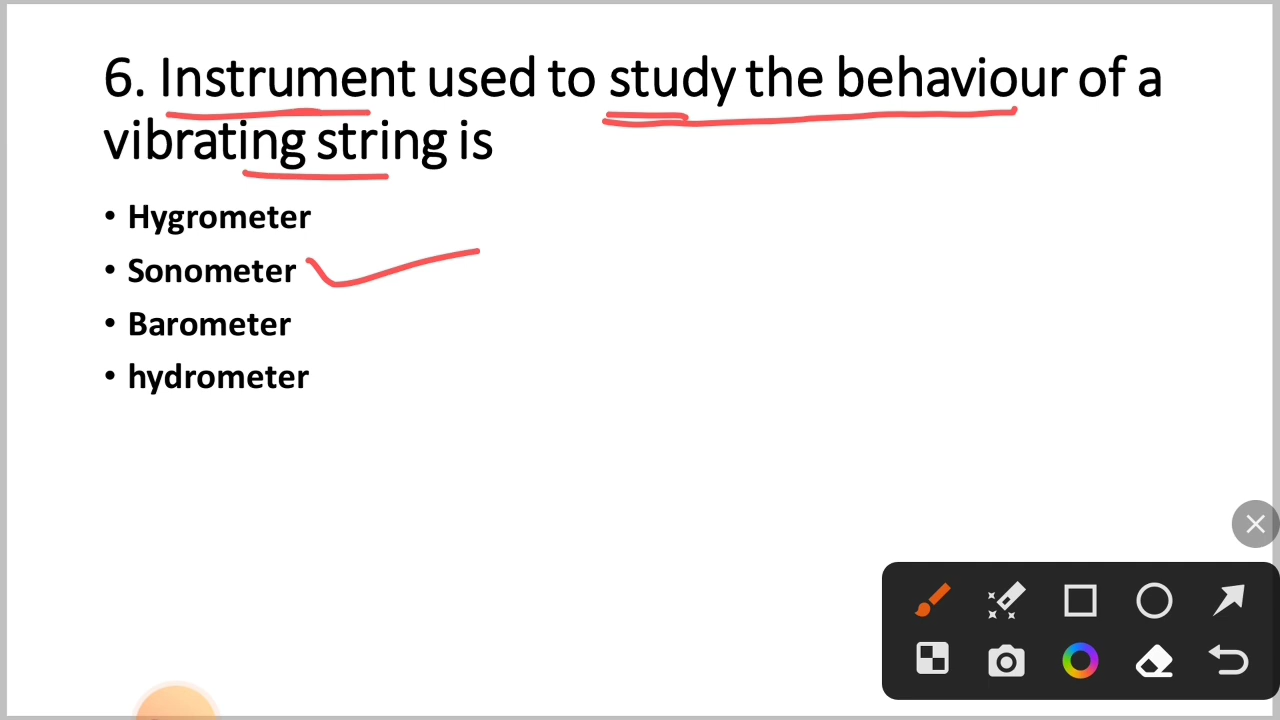 6. Instrument used to study the behaviour of a
vibrating string is
• Hygrometer
• Sonometer
• Barometer
• hydrometer